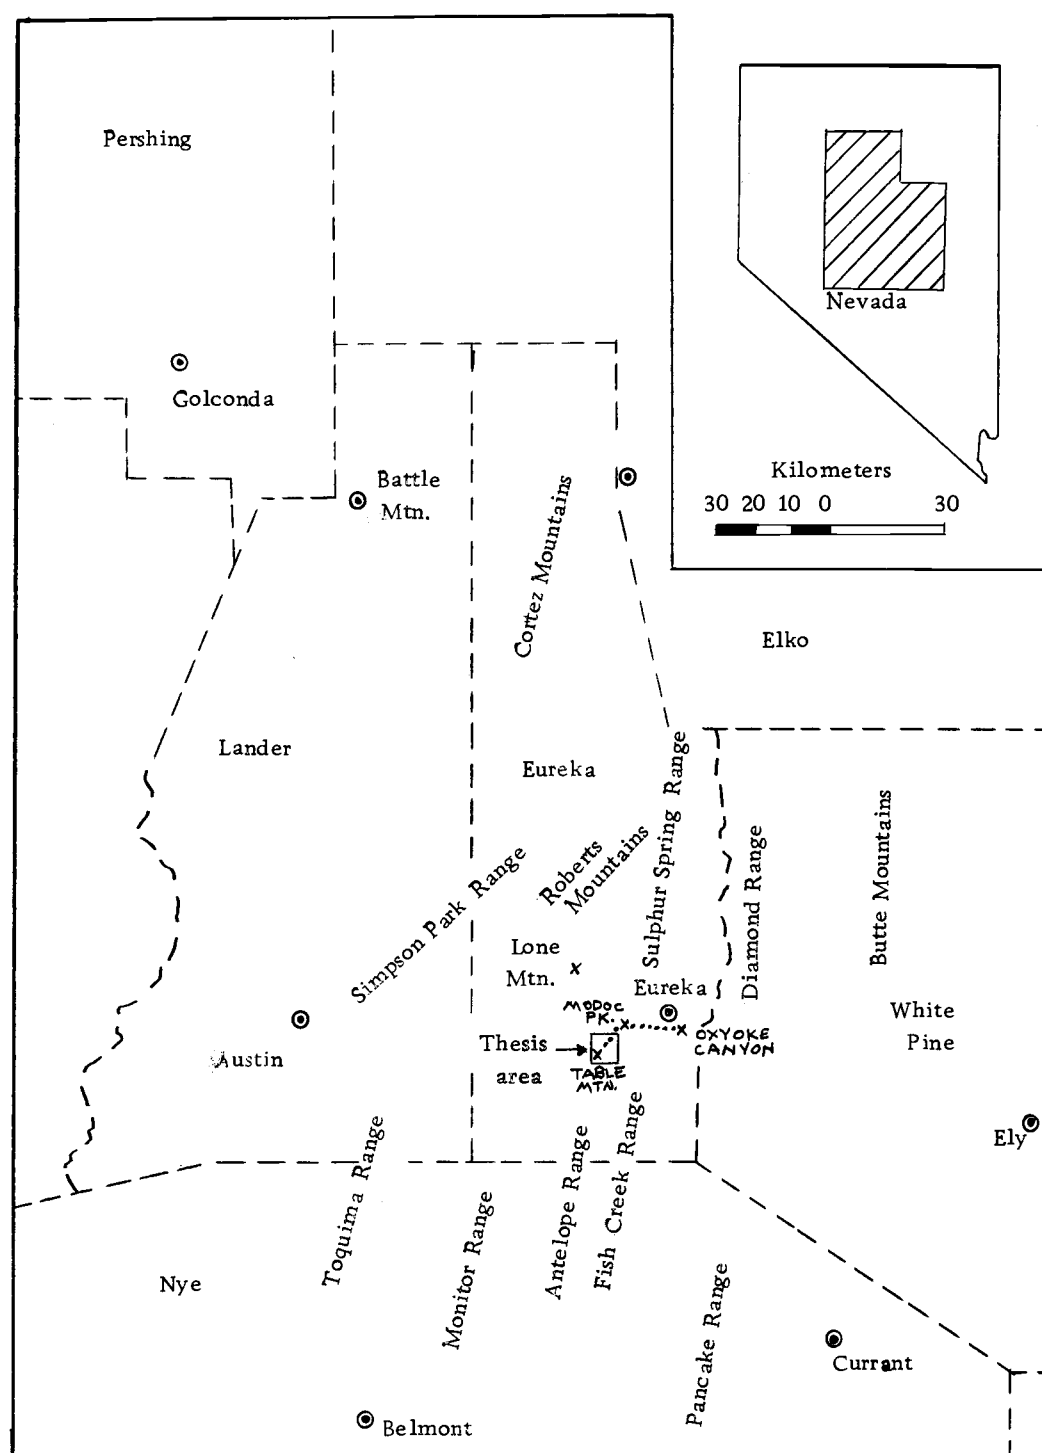 Pershing
Nevada
Golconda
Kilometers
30 20 10 0 30
Battle
Mtn.
Cortez Mountains
Elko
Lander
Eureka
Sulphur Spring Range
Roberts
Mountains
Simpson Park Range
Diamond Range
Butte Mountains
Lone
Mtn. x
Eureka
White
Pine
MODOC
PK. x
x OXYOKE
CANYON
Austin
Thesis
area
x
TABLE
MTN.
Ely
Toquima Range
Monitor Range
Antelope Range
Fish Creek Range
Nye
Pancake Range
Currant
Belmont